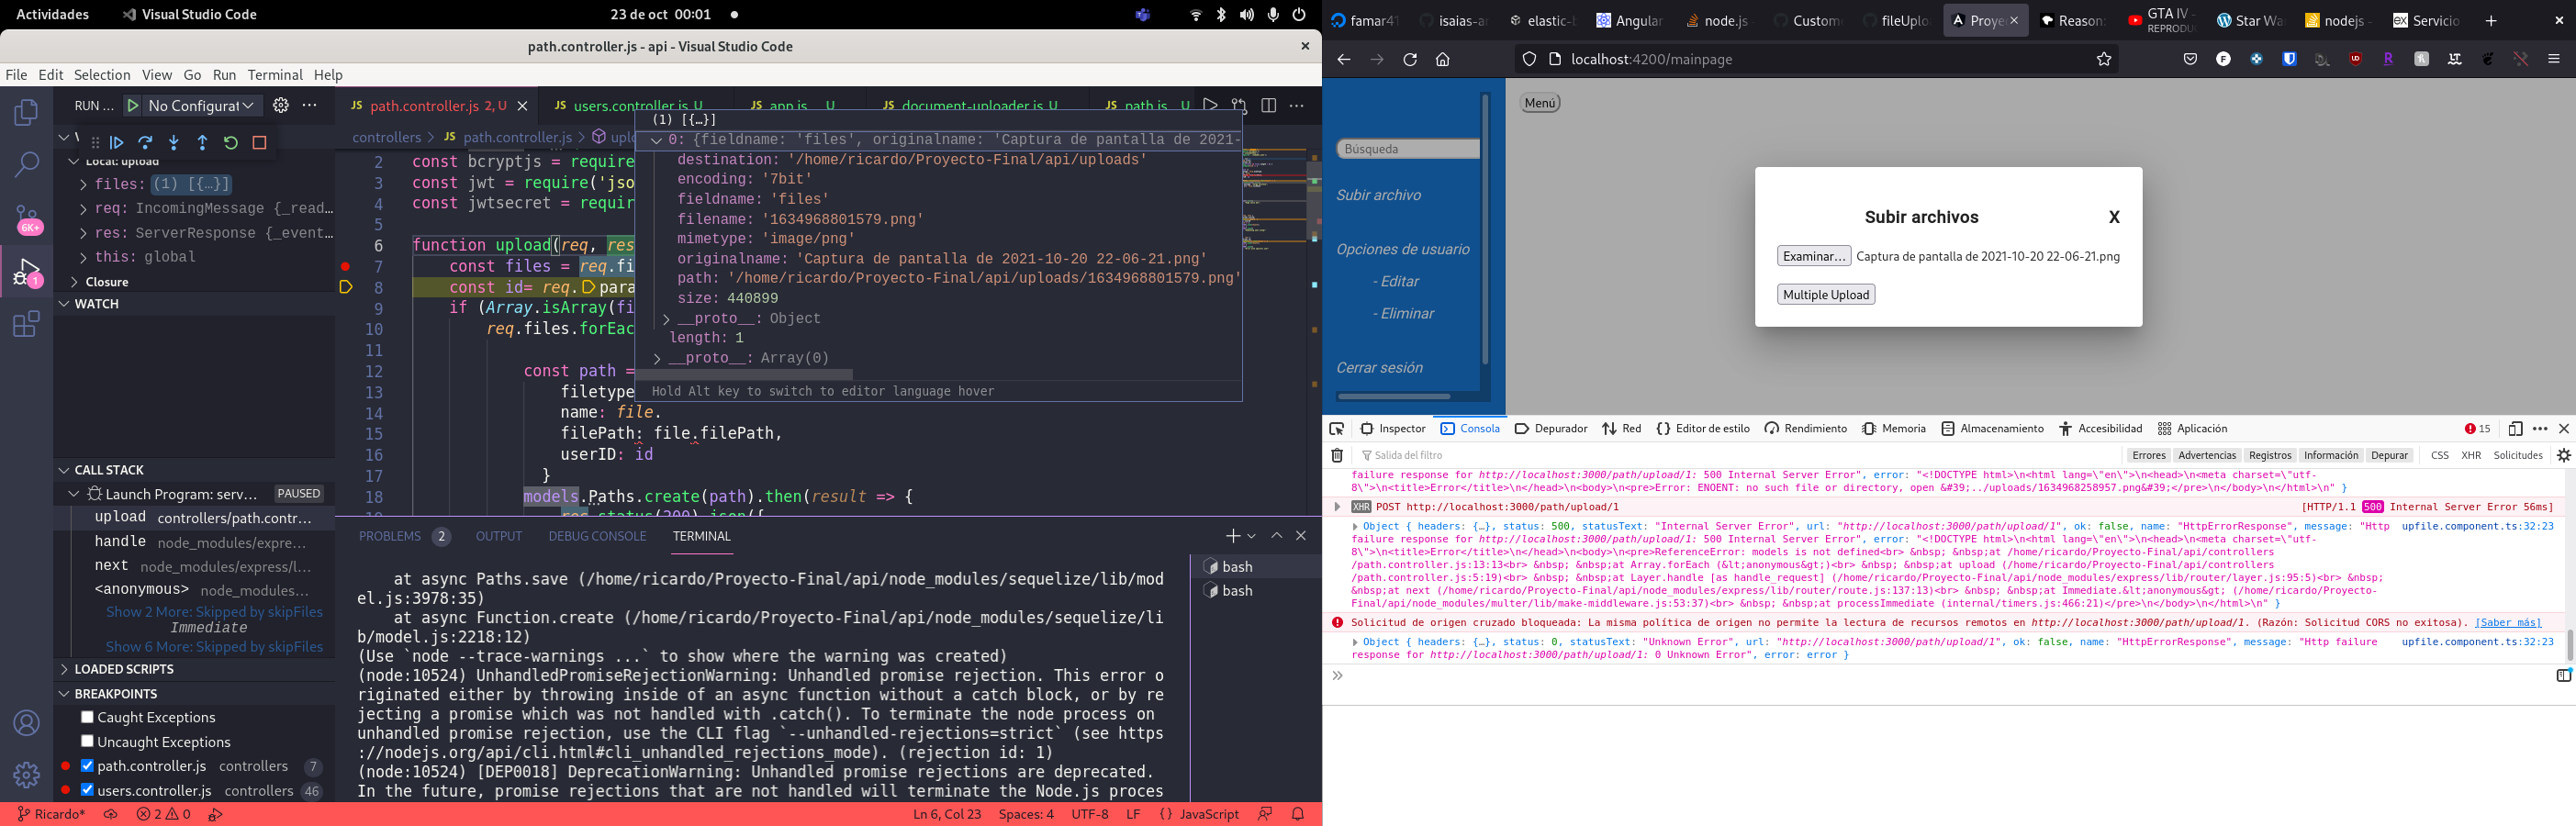 Actividades
Visual Studio Code
23 de oct 00:01
path.controller.js - api - Visual Studio Code
File Edit Selection View Go Run Terminal Help
RUN ...
No Configurat
path.controller.js 2, U
users.controller.js U
app.js U
document-uploader.js U
path.js U
controllers > path.controller.js > uplo
Local: upload
files: (1) [{…}]
req: IncomingMessage {_read…
res: ServerResponse {_event…
this: global
Closure
WATCH
2 const bcryptjs = require
3 const jwt = require('jso
4 const jwtsecret = requir
5
6 function upload(req, res
7 const files = req.fi
8 const id= req. para
9 if (Array.isArray(fi
10 req.files.forEac
11
12 const path =
13 filetype
14 name: file.
15 filePath: file.filePath,
16 userID: id
17 }
18 models.Paths.create(path).then(result => {
res.status(200).json({
(1) [{…}]
0: {fieldname: 'files', originalname: 'Captura de pantalla de 2021-
destination: '/home/ricardo/Proyecto-Final/api/uploads'
encoding: '7bit'
fieldname: 'files'
filename: '1634968801579.png'
mimetype: 'image/png'
originalname: 'Captura de pantalla de 2021-10-20 22-06-21.png'
path: '/home/ricardo/Proyecto-Final/api/uploads/1634968801579.png'
size: 440899
__proto__: Object
length: 1
__proto__: Array(0)
Hold Alt key to switch to editor language hover
6K+
1
CALL STACK
Launch Program: serv… PAUSED
upload controllers/path.contr…
handle node_modules/expre…
next node_modules/express/l…
<anonymous> node_modules…
Show 2 More: Skipped by skipFiles
Immediate
Show 6 More: Skipped by skipFiles
LOADED SCRIPTS
BREAKPOINTS
Caught Exceptions
Uncaught Exceptions
path.controller.js controllers 7
users.controller.js controllers 46
PROBLEMS 2 OUTPUT DEBUG CONSOLE TERMINAL
bash
bash
at async Paths.save (/home/ricardo/Proyecto-Final/api/node_modules/sequelize/lib/mod
el.js:3978:35)
at async Function.create (/home/ricardo/Proyecto-Final/api/node_modules/sequelize/li
b/model.js:2218:12)
(Use `node --trace-warnings ...` to show where the warning was created)
(node:10524) UnhandledPromiseRejectionWarning: Unhandled promise rejection. This error o
riginated either by throwing inside of an async function without a catch block, or by re
jecting a promise which was not handled with .catch(). To terminate the node process on
unhandled promise rejection, use the CLI flag `--unhandled-rejections=strict` (see https
://nodejs.org/api/cli.html#cli_unhandled_rejections_mode). (rejection id: 1)
(node:10524) [DEP0018] DeprecationWarning: Unhandled promise rejections are deprecated.
In the future, promise rejections that are not handled will terminate the Node.js proces
Ricardo* 2 0
Ln 6, Col 23 Spaces: 4 UTF-8 LF JavaScript
famar41
isaias-a
elastic-b
Angular
node.js -
Custom
fileUplo
Proye
Reason:
GTA IV -
REPRODU
Star Wa
nodejs -
Servicio
localhost:4200/mainpage
Menú
Búsqueda
Subir archivo
Opciones de usuario
- Editar
- Eliminar
Cerrar sesión
Subir archivos X
Examinar... Captura de pantalla de 2021-10-20 22-06-21.png
Multiple Upload
Inspector Consola Depurador Red Editor de estilo Rendimiento Memoria Almacenamiento Accesibilidad Aplicación 15
Salida del filtro
Errores Advertencias Registros Información Depurar CSS XHR Solicitudes
failure response for http://localhost:3000/path/upload/1: 500 Internal Server Error", error: "<!DOCTYPE html>\n<html lang=\"en\">\n<head>\n<meta charset=\"utf-
8\">\n<title>Error</title>\n</head>\n<body>\n<pre>Error: ENOENT: no such file or directory, open &#39;../uploads/1634968258957.png&#39;</pre>\n</body>\n</html>\n" }
XHR POST http://localhost:3000/path/upload/1 [HTTP/1.1 500 Internal Server Error 56ms]
Object { headers: {…}, status: 500, statusText: "Internal Server Error", url: "http://localhost:3000/path/upload/1", ok: false, name: "HttpErrorResponse", message: "Http upfile.component.ts:32:23
failure response for http://localhost:3000/path/upload/1: 500 Internal Server Error", error: "<!DOCTYPE html>\n<html lang=\"en\">\n<head>\n<meta charset=\"utf-
8\">\n<title>Error</title>\n</head>\n<body>\n<pre>ReferenceError: models is not defined<br> &nbsp; &nbsp;at /home/ricardo/Proyecto-Final/api/controllers
/path.controller.js:13:13<br> &nbsp; &nbsp;at Array.forEach (&lt;anonymous&gt;)<br> &nbsp; &nbsp;at upload (/home/ricardo/Proyecto-Final/api/controllers
/path.controller.js:5:19)<br> &nbsp; &nbsp;at Layer.handle [as handle_request] (/home/ricardo/Proyecto-Final/api/node_modules/express/lib/router/layer.js:95:5)<br> &nbsp;
&nbsp;at next (/home/ricardo/Proyecto-Final/api/node_modules/express/lib/router/route.js:137:13)<br> &nbsp; &nbsp;at Immediate.&lt;anonymous&gt; (/home/ricardo/Proyecto-
Final/api/node_modules/multer/lib/make-middleware.js:53:37)<br> &nbsp; &nbsp;at processImmediate (internal/timers.js:466:21)</pre>\n</body>\n</html>\n" }
Solicitud de origen cruzado bloqueada: La misma política de origen no permite la lectura de recursos remotos en http://localhost:3000/path/upload/1. (Razón: Solicitud CORS no exitosa). [Saber más]
Object { headers: {…}, status: 0, statusText: "Unknown Error", url: "http://localhost:3000/path/upload/1", ok: false, name: "HttpErrorResponse", message: "Http failure upfile.component.ts:32:23
response for http://localhost:3000/path/upload/1: 0 Unknown Error", error: error }